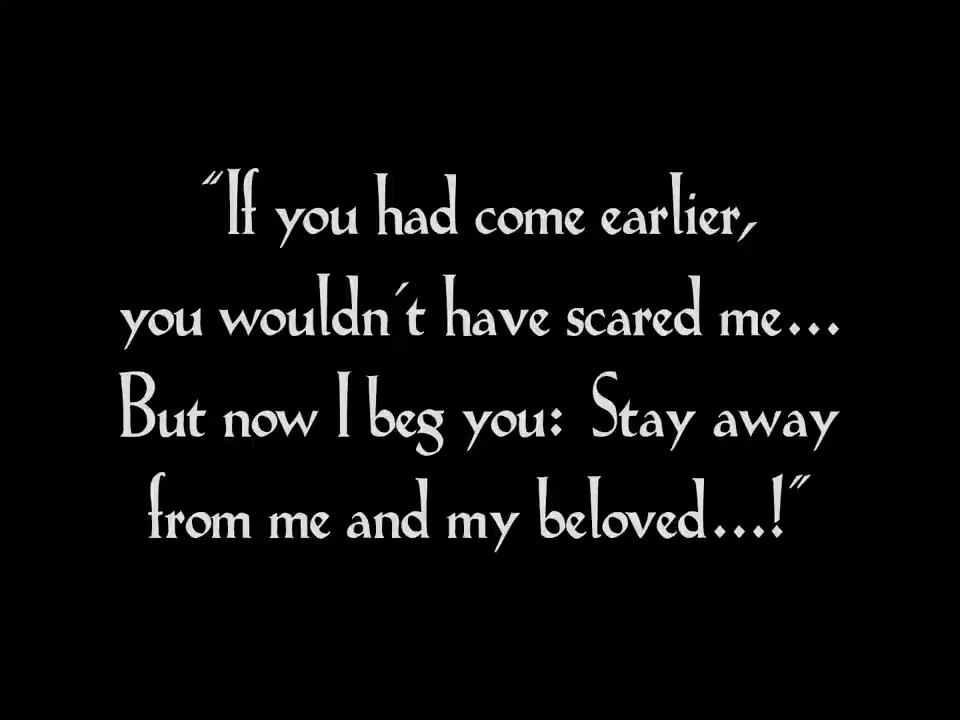 "If you had come earlier,
you wouldn't have scared me...
But now I beg you: Stay away
from me and my beloved...!"